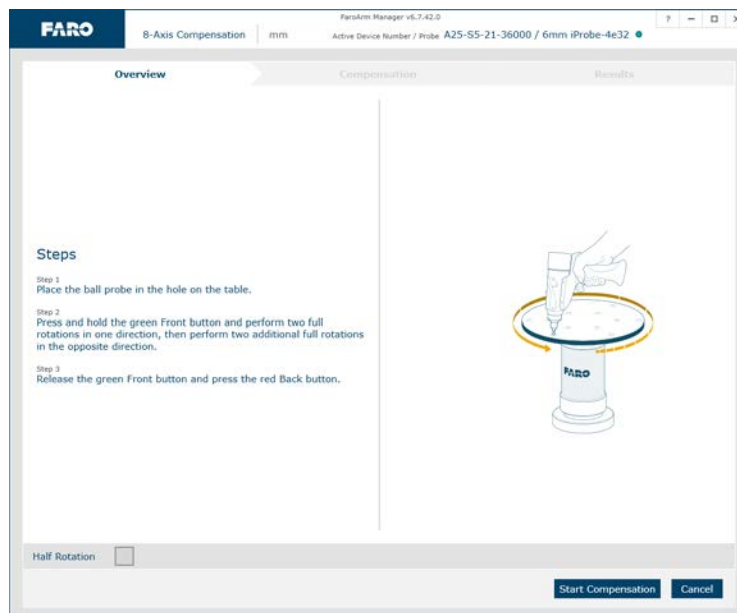 FaroArm Manager v6.7.42.0
FARO
8-Axis Compensation
mm
Active Device Number / Probe A25-S5-21-36000 / 6mm iProbe-4e32
Overview
Compensation
Results
Steps
Step 1
Place the ball probe in the hole on the table.
Step 2
Press and hold the green Front button and perform two full
rotations in one direction, then perform two additional full rotations
in the opposite direction.
Step 3
Release the green Front button and press the red Back button.
FARO
Half Rotation
Start Compensation
Cancel